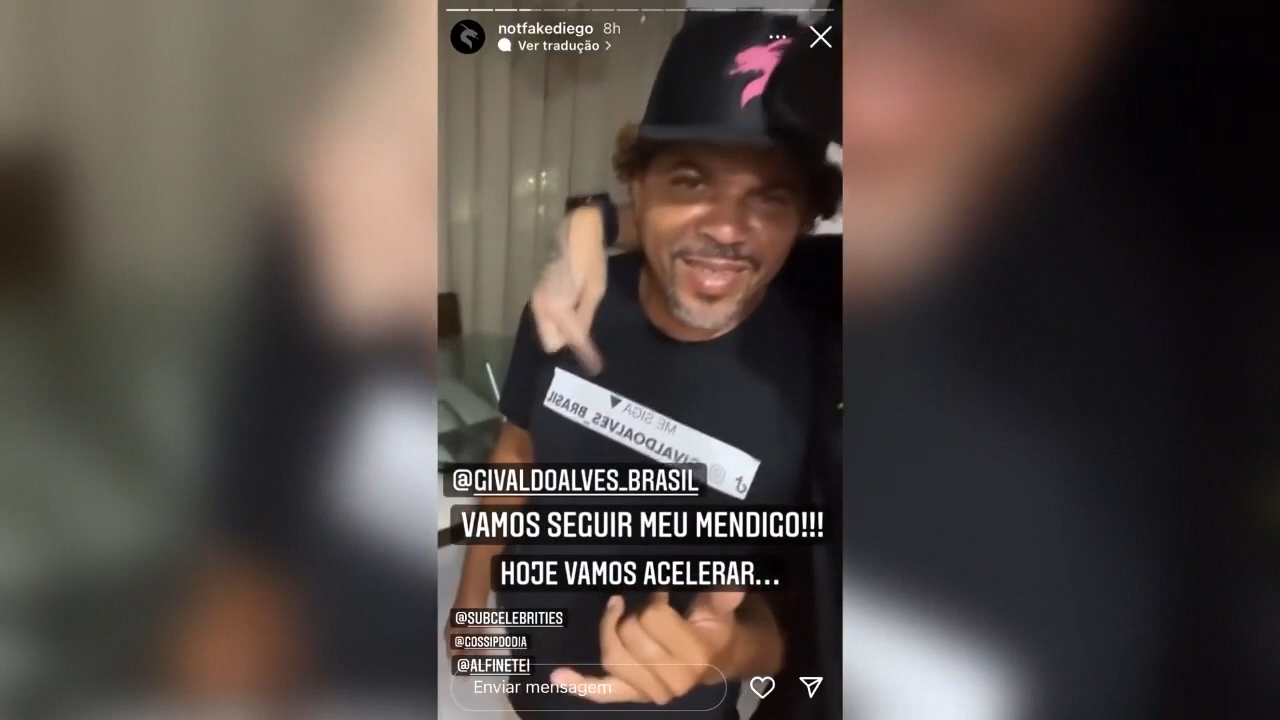 notfakediego 8h
Ver tradução
ME SIGA
GIVALDOALVES_BRASIL
@GIVALDOALVES_BRASIL
VAMOS SEGUIR MEU MENDIGO!!!
HOJE VAMOS ACELERAR...
@SUBCELEBRITIES
@GOSSIPDODIA
@ALFINETEI
Enviar mensagem